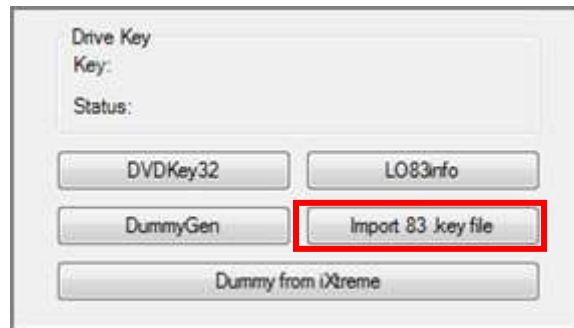 Drive Key
Key:
Status:
DVDKey32 LO83info
DummyGen Import 83 .key file
Dummy from iXtreme